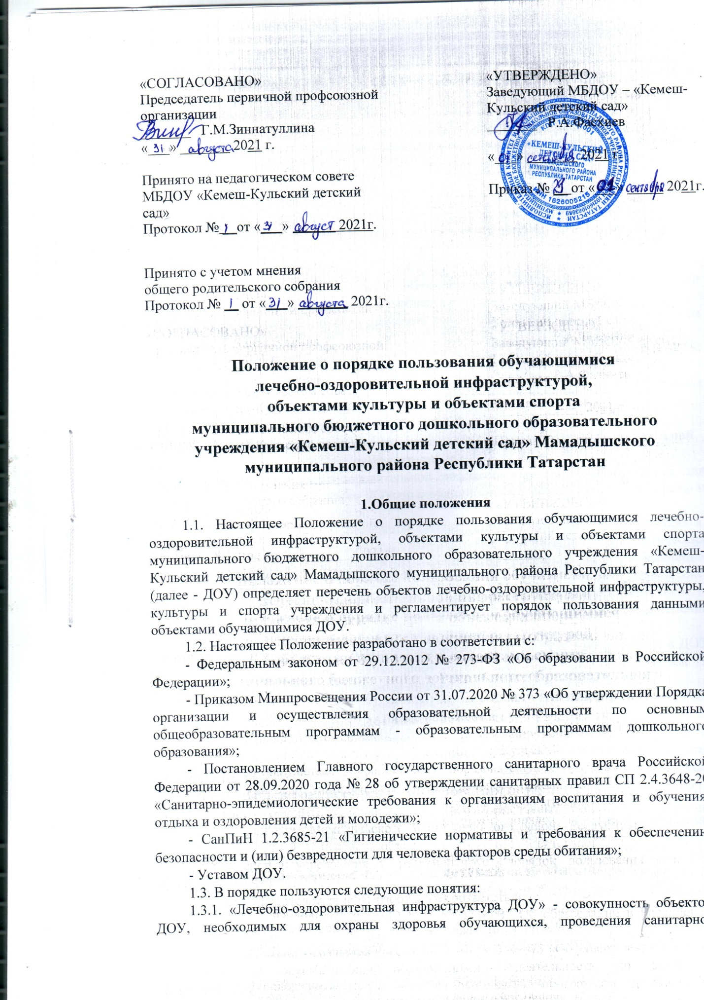 «СОГЛАСОВАНО»
Председатель первичной профсоюзной
организации
Г.М.Зиннатуллина
«31» августа 2021 г.
Принято на педагогическом совете
МБДОУ «Кемеш-Кульский детский
сад»
Протокол № 1 от «31» август 2021г.
Принято с учетом мнения
общего родительского собрания
Протокол № 1 от «31» августа 2021г.
«УТВЕРЖДЕНО»
Заведующий МБДОУ – «Кемеш-
Кульский детский сад»
Р.А.Фасхиев
«01» сентября 2021 г.
Приказ № 23 от «01» сентября 2021г.
«КЕМЕШ-КУЛЬСКИЙ
ДЕТСКИЙ САД»
МАМАДЫШСКОГО
МУНИЦИПАЛЬНОГО РАЙОНА
РЕСПУБЛИКИ ТАТАРСТАН
ИНН 1626005215
Положение о порядке пользования обучающимися
лечебно-оздоровительной инфраструктурой,
объектами культуры и объектами спорта
муниципального бюджетного дошкольного образовательного
учреждения «Кемеш-Кульский детский сад» Мамадышского
муниципального района Республики Татарстан
1.Общие положения
1.1. Настоящее Положение о порядке пользования обучающимися лечебно-
оздоровительной инфраструктурой, объектами культуры и объектами спорта
муниципального бюджетного дошкольного образовательного учреждения «Кемеш-
Кульский детский сад» Мамадышского муниципального района Республики Татарстан
(далее - ДОУ) определяет перечень объектов лечебно-оздоровительной инфраструктуры,
культуры и спорта учреждения и регламентирует порядок пользования данными
объектами обучающимися ДОУ.
1.2. Настоящее Положение разработано в соответствии с:
- Федеральным законом от 29.12.2012 № 273-ФЗ «Об образовании в Российской
Федерации»;
- Приказом Минпросвещения России от 31.07.2020 № 373 «Об утверждении Порядка
организации и осуществления образовательной деятельности по основным
общеобразовательным программам - образовательным программам дошкольного
образования»;
- Постановлением Главного государственного санитарного врача Российской
Федерации от 28.09.2020 года № 28 об утверждении санитарных правил СП 2.4.3648-20
«Санитарно-эпидемиологические требования к организациям воспитания и обучения
отдыха и оздоровления детей и молодежи»;
- СанПиН 1.2.3685-21 «Гигиенические нормативы и требования к обеспечению
безопасности и (или) безвредности для человека факторов среды обитания»;
- Уставом ДОУ.
1.3. В порядке пользуются следующие понятия:
1.3.1. «Лечебно-оздоровительная инфраструктура ДОУ» - совокупность объекто
ДОУ, необходимых для охраны здоровья обучающихся, проведения санитарно